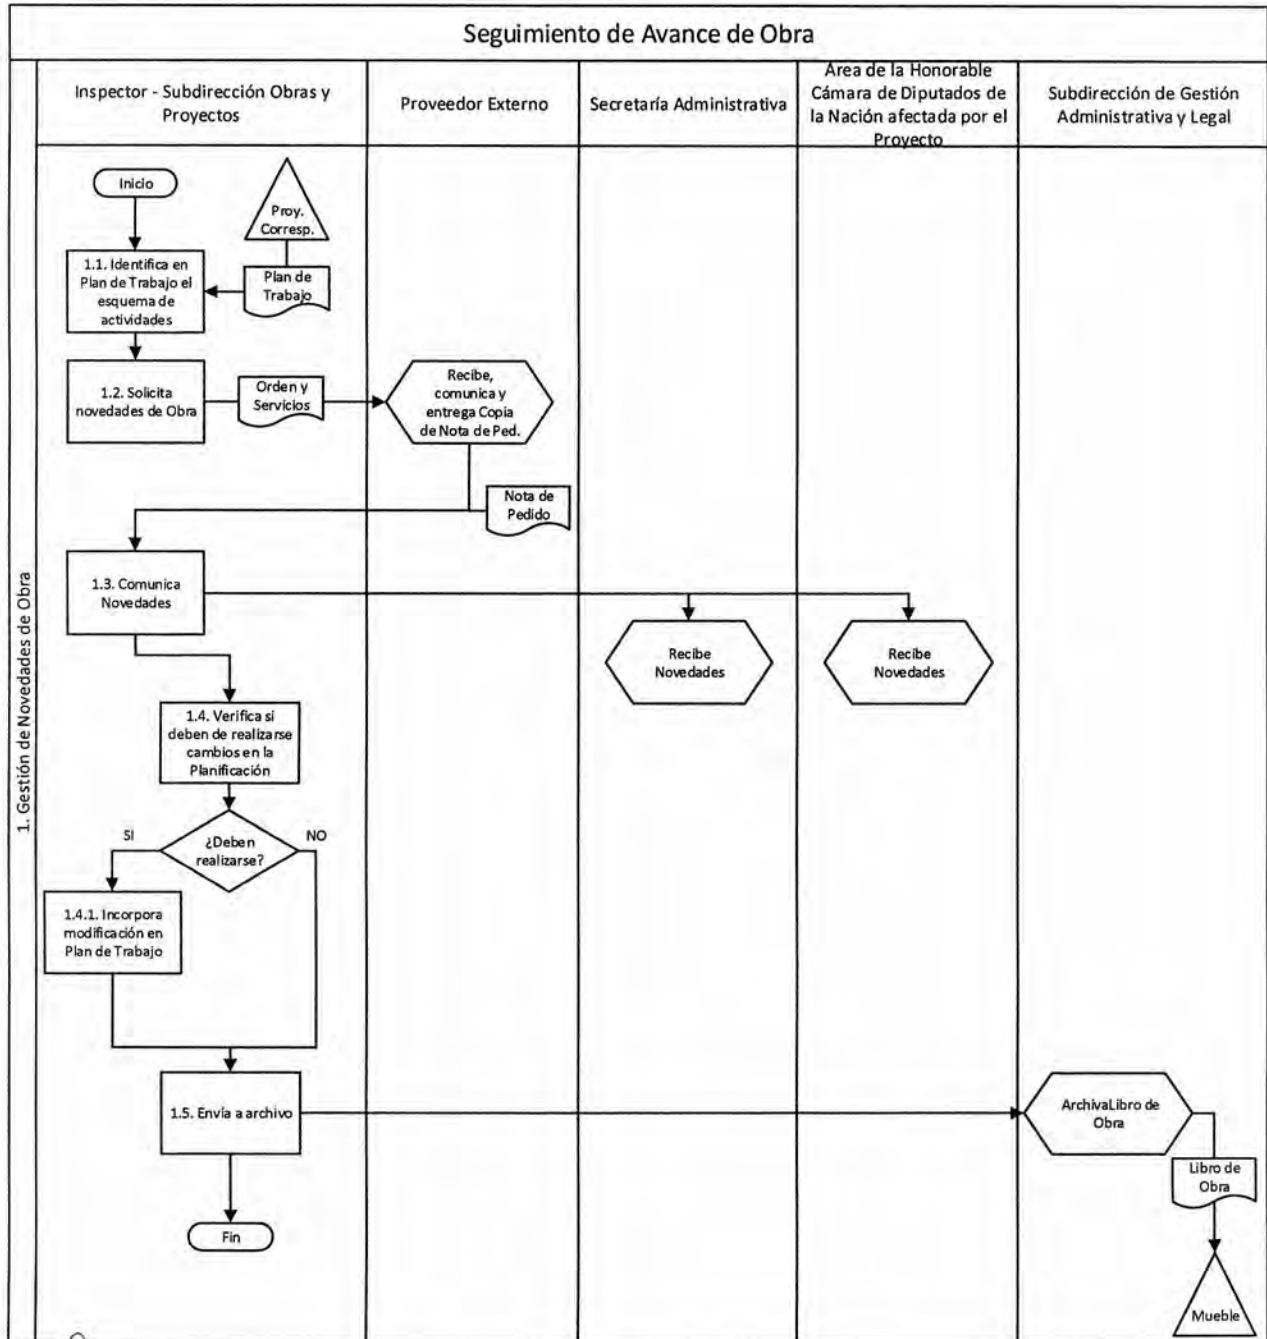 Seguimiento de Avance de Obra
Inspector - Subdirección Obras y
Proyectos
Proveedor Externo
Secretaría Administrativa
Área de la Honorable
Cámara de Diputados de
la Nación afectada por el
Proyecto
Subdirección de Gestión
Administrativa y Legal
1. Gestión de Novedades de Obra
Inicio
Proy.
Corresp.
1.1. Identifica en
Plan de Trabajo el
esquema de
actividades
Plan de
Trabajo
1.2. Solicita
novedades de Obra
Orden y
Servicios
Recibe,
comunica y
entrega Copia
de Nota de Ped.
Nota de
Pedido
1.3. Comunica
Novedades
Recibe
Novedades
Recibe
Novedades
1.4. Verifica si
deben de realizarse
cambios en la
Planificación
SI
¿Deben
realizarse?
NO
1.4.1. Incorpora
modificación en
Plan de Trabajo
1.5. Envía a archivo
ArchivaLibro de
Obra
Libro de
Obra
Fin
Mueble